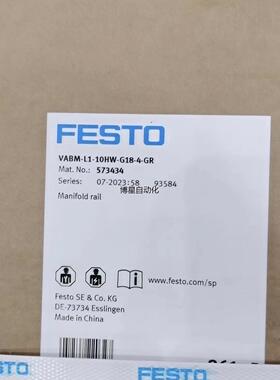 FESTO
VABM-L1-10HW-G18-4-GR
Mat. No.: 573434
Series: 07-2023:58 93584
博星自动化
Manifold rail
www.festo.com/sp
Festo SE & Co. KG
DE-73734 Esslingen
Made in China
FESTO
FESTO